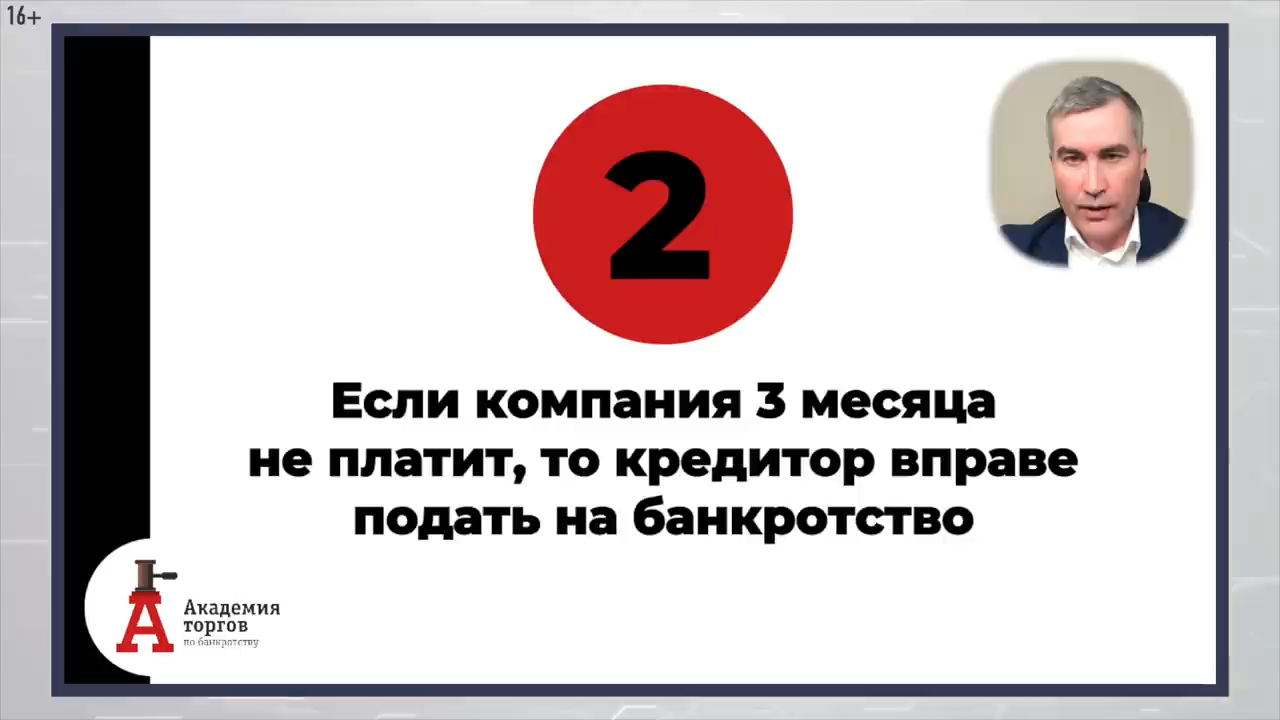 16+
2
Если компания 3 месяца
не платит, то кредитор вправе
подать на банкротство
Академия
торгов
по банкротству